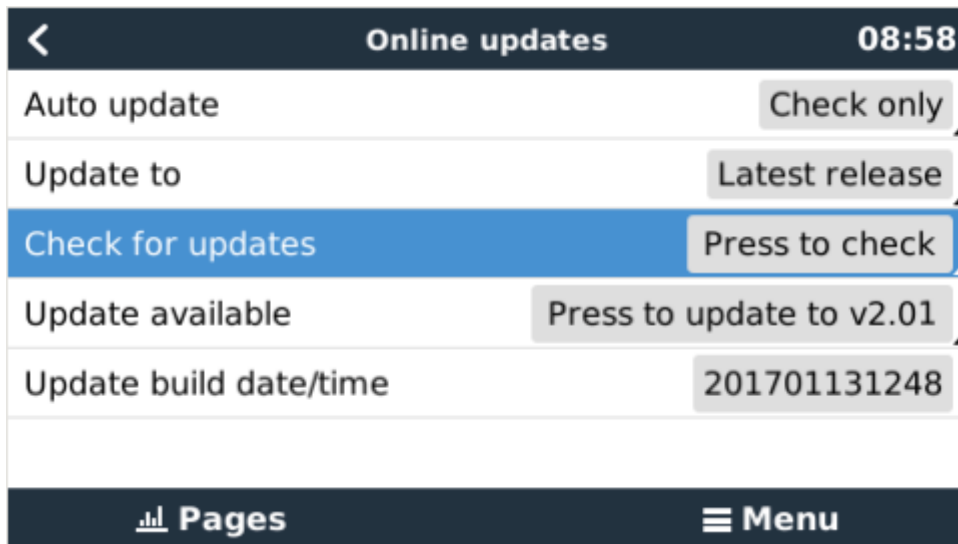 Online updates 08:58
Auto update Check only
Update to Latest release
Check for updates Press to check
Update available Press to update to v2.01
Update build date/time 201701131248
Pages Menu